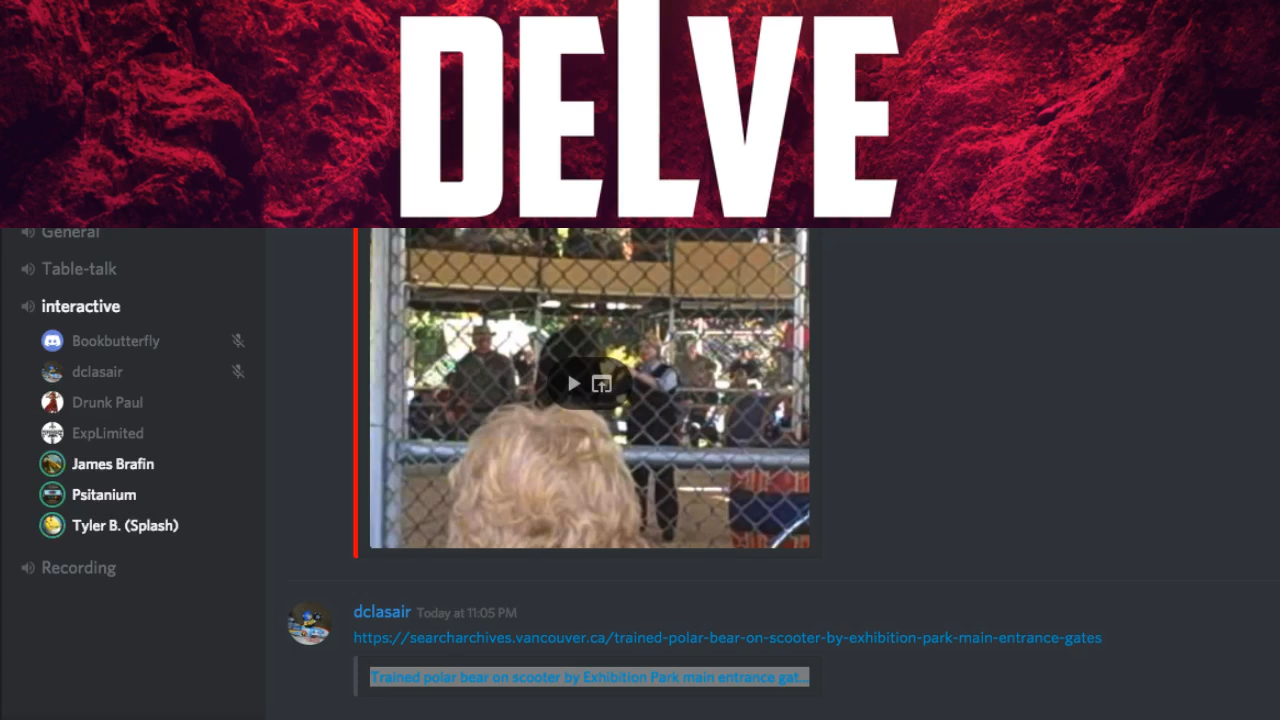 DELVE
General
Table-talk
interactive
Bookbutterfly
dclasair
Drunk Paul
ExpLimited
James Brafin
Psitanium
Tyler B. (Splash)
Recording
dclasair Today at 11:05 PM
https://searcharchives.vancouver.ca/trained-polar-bear-on-scooter-by-exhibition-park-main-entrance-gates
Trained polar bear on scooter by Exhibition Park main entrance gat...